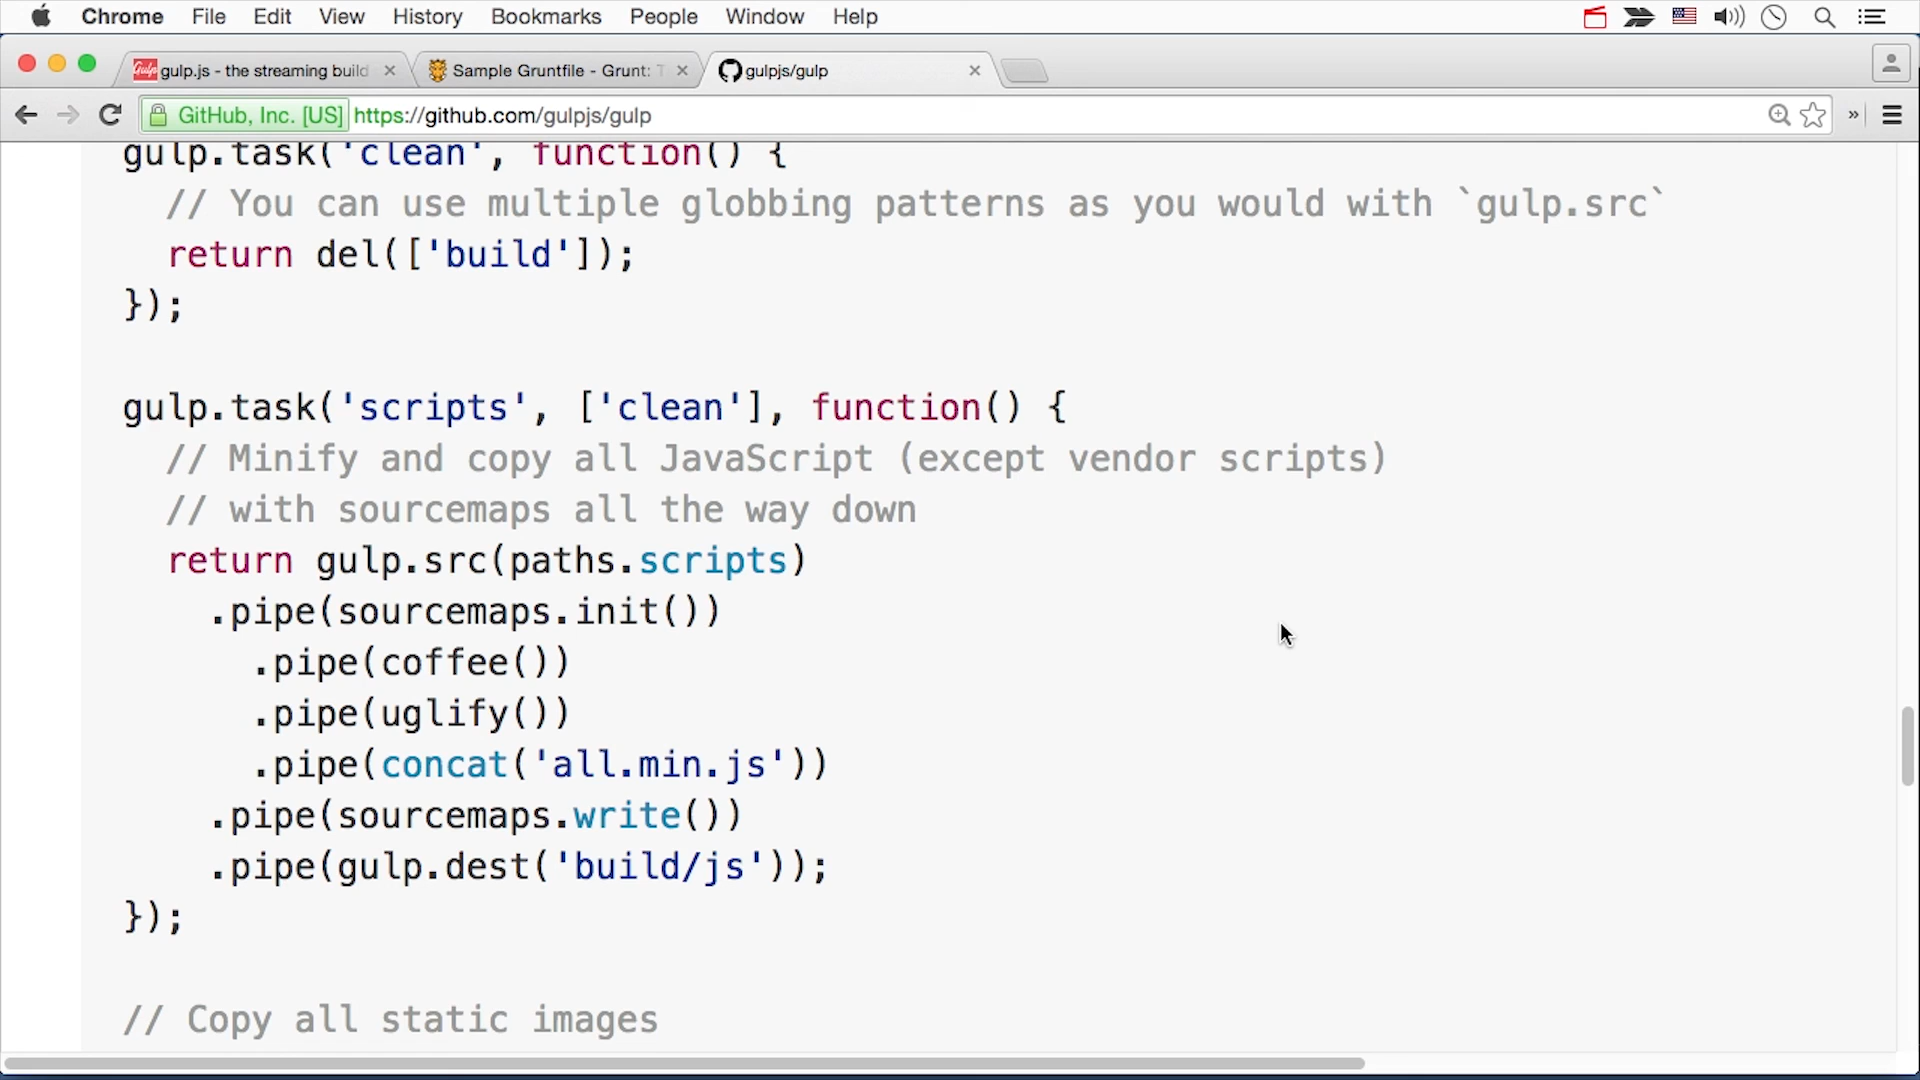 Chrome File Edit View History Bookmarks People Window Help
gulp.js - the streaming build Sample Gruntfile - Grunt: T gulpjs/gulp
GitHub, Inc. [US] https://github.com/gulpjs/gulp
gulp.task('clean', function() {
// You can use multiple globbing patterns as you would with `gulp.src`
return del(['build']);
});
gulp.task('scripts', ['clean'], function() {
// Minify and copy all JavaScript (except vendor scripts)
// with sourcemaps all the way down
return gulp.src(paths.scripts)
.pipe(sourcemaps.init())
.pipe(coffee())
.pipe(uglify())
.pipe(concat('all.min.js'))
.pipe(sourcemaps.write())
.pipe(gulp.dest('build/js'));
});
// Copy all static images